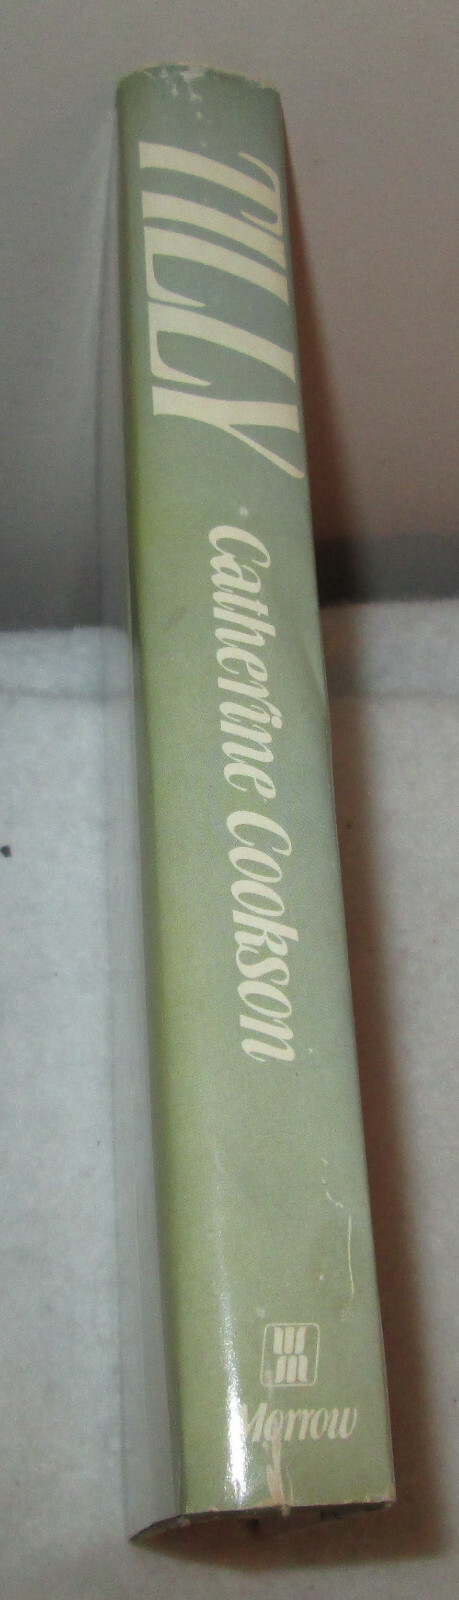 TILLY
Catherine Cookson
WM
Morrow